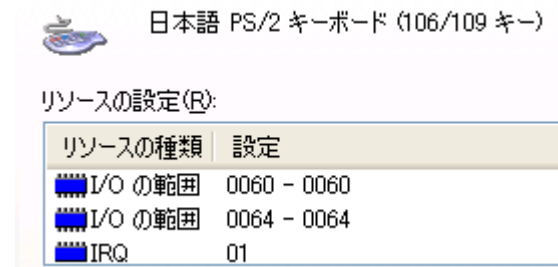 日本語 PS/2 キーボード (106/109 キー)
リソースの設定(R):
リソースの種類 設定
I/O の範囲 0060 - 0060
I/O の範囲 0064 - 0064
IRQ 01